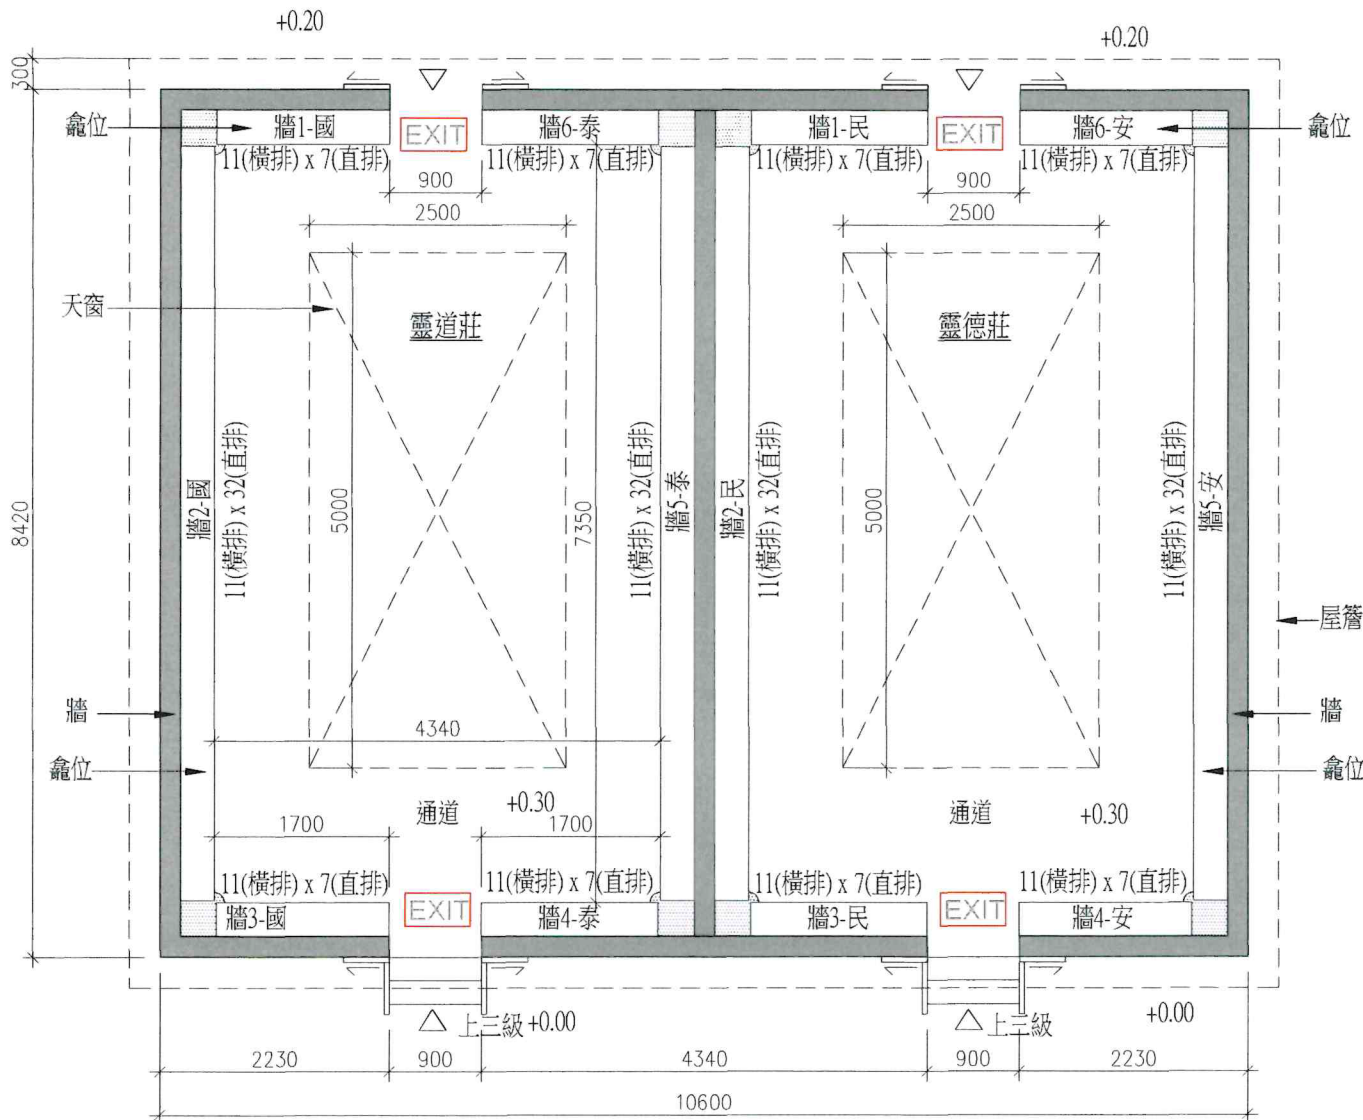 +0.20
+0.20
300
龕位
牆1-國
EXIT
牆6-泰
牆1-民
EXIT
牆6-安
龕位
11(橫排) x 7(直排)
11(橫排) x 7(直排)
11(橫排) x 7(直排)
11(橫排) x 7(直排)
900
900
2500
2500
天窗
靈道莊
靈德莊
8420
牆2-國
11(橫排) x 32(直排)
5000
7350
11(橫排) x 32(直排)
牆5-泰
牆2-民
11(橫排) x 32(直排)
5000
11(橫排) x 32(直排)
牆5-安
屋簷
牆
牆
4340
龕位
龕位
通道
+0.30
通道
+0.30
1700
1700
11(橫排) x 7(直排)
11(橫排) x 7(直排)
11(橫排) x 7(直排)
11(橫排) x 7(直排)
牆3-國
EXIT
牆4-泰
牆3-民
EXIT
牆4-安
上三級 +0.00
上三級
+0.00
2230
900
4340
900
2230
10600